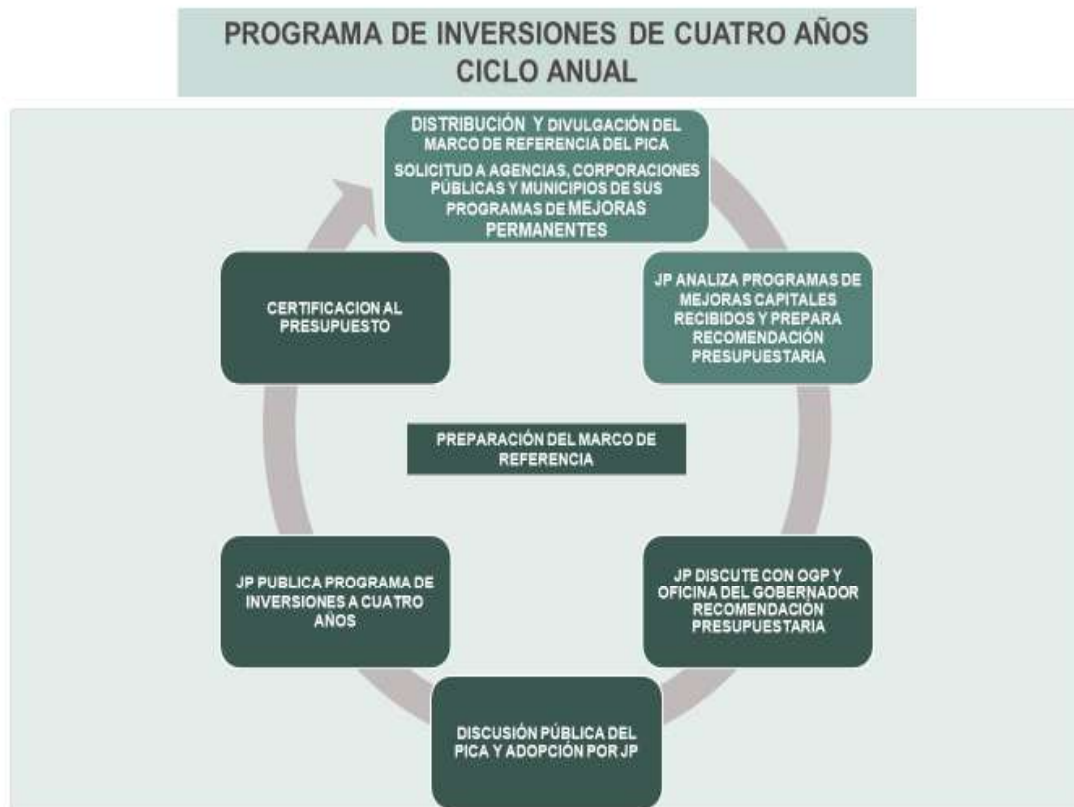 PROGRAMA DE INVERSIONES DE CUATRO AÑOS
CICLO ANUAL
DISTRIBUCIÓN Y DIVULGACIÓN DEL
MARCO DE REFERENCIA DEL PICA
SOLICITUD A AGENCIAS, CORPORACIONES
PÚBLICAS Y MUNICIPIOS DE SUS
PROGRAMAS DE MEJORAS
PERMANENTES
JP ANALIZA PROGRAMAS DE
MEJORAS CAPITALES
RECIBIDOS Y PREPARA
RECOMENDACIÓN
PRESUPUESTARIA
JP DISCUTE CON OGP Y
OFICINA DEL GOBERNADOR
RECOMENDACIÓN
PRESUPUESTARIA
DISCUSIÓN PÚBLICA DEL
PICA Y ADOPCIÓN POR JP
JP PUBLICA PROGRAMA DE
INVERSIONES A CUATRO
AÑOS
CERTIFICACION AL
PRESUPUESTO
PREPARACIÓN DEL MARCO DE
REFERENCIA